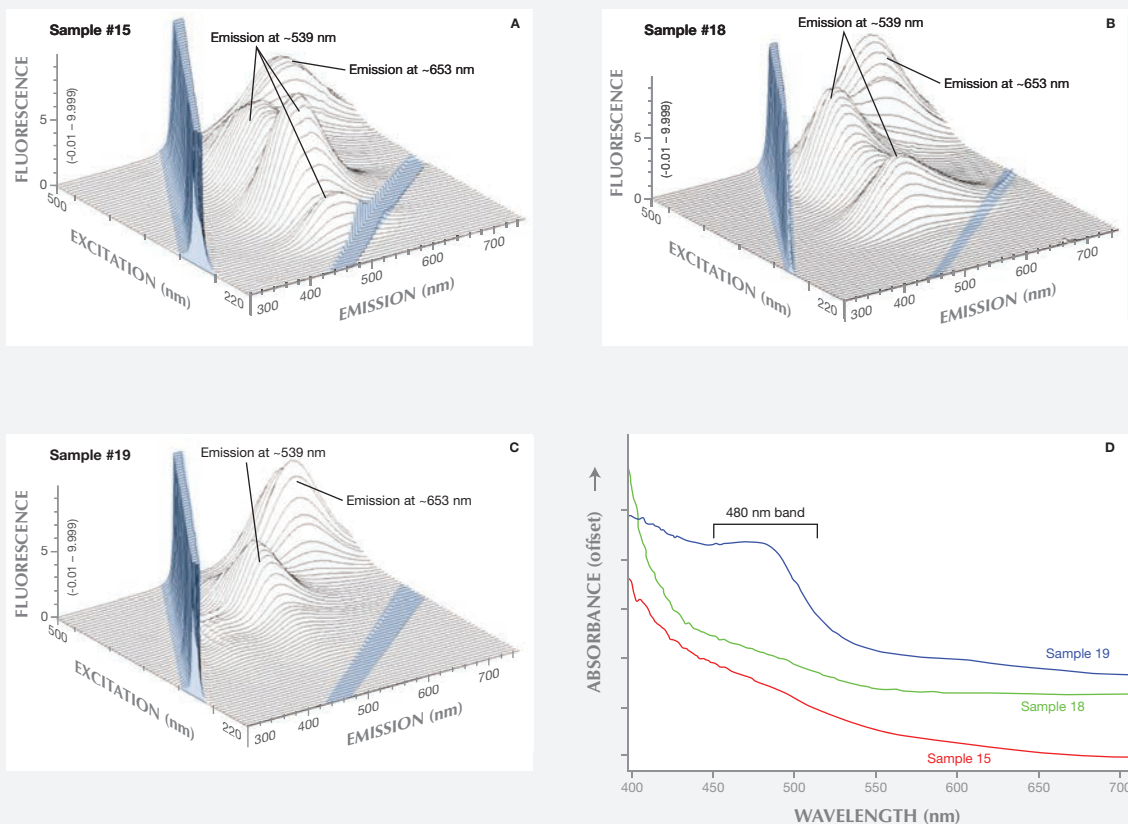 Sample #15
A
Emission at ~539 nm
Emission at ~653 nm
FLUORESCENCE
(-0.01 – 9.999)
5
0
500
EXCITATION (nm)
220
300
400
500
600
700
EMISSION (nm)
Sample #18
B
Emission at ~539 nm
Emission at ~653 nm
FLUORESCENCE
(-0.01 – 9.999)
5
0
500
EXCITATION (nm)
220
300
400
500
600
700
EMISSION (nm)
Sample #19
C
Emission at ~539 nm
Emission at ~653 nm
FLUORESCENCE
(-0.01 – 9.999)
5
0
500
EXCITATION (nm)
220
300
400
500
600
700
EMISSION (nm)
D
480 nm band
ABSORBANCE (offset)
Sample 19
Sample 18
Sample 15
400 450 500 550 600 650 700
WAVELENGTH (nm)